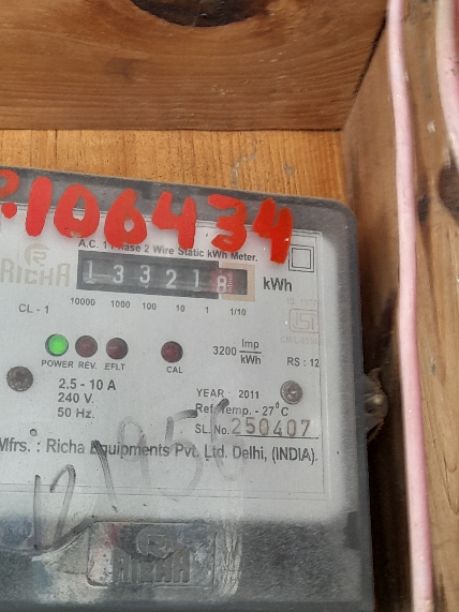 P.106434
A.C. 1 Phase 2 Wire Static kWh Meter.
RICHA
133218 kWh
CL - 1 10000 1000 100 10 1 1/10
3200 Imp/kWh
POWER REV. EFLT CAL RS : 12
2.5 - 10 A
240 V.
50 Hz.
YEAR - 2011
Ref. Temp. - 27°C
SL. No. 250407
Mfrs. : Richa Equipments Pvt. Ltd. Delhi, (INDIA).
RICHA